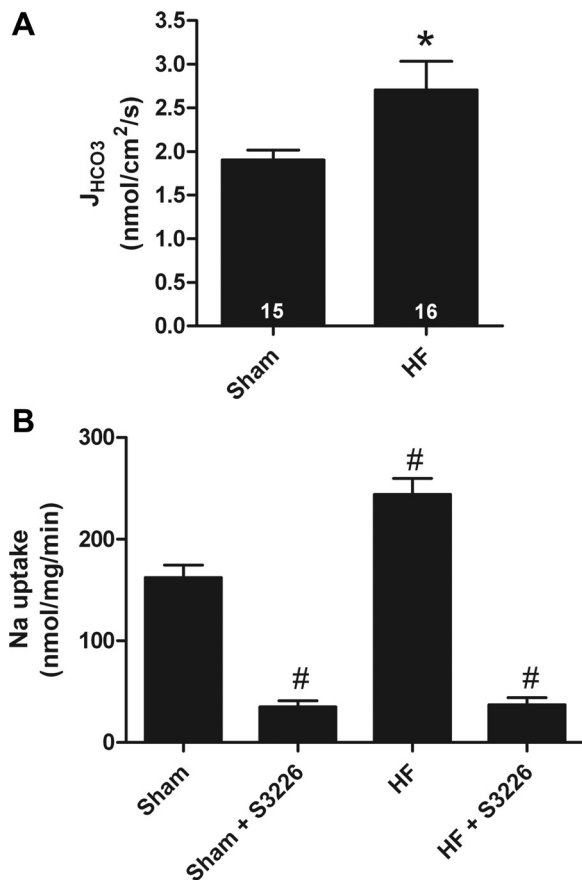 A
J_HCO3
(nmol/cm²/s)
3.5
3.0
2.5
2.0
1.5
1.0
0.5
0.0
*
15
16
Sham
HF
B
Na uptake
(nmol/mg/min)
300
200
100
0
#
#
#
Sham
Sham + S3226
HF
HF + S3226